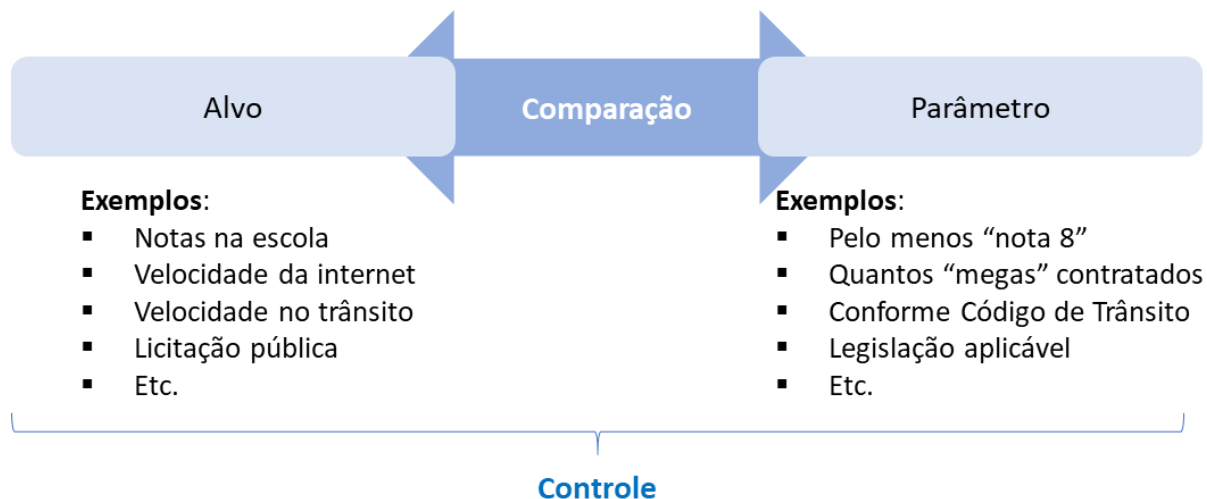 Alvo
Comparação
Parâmetro
Exemplos:
▪ Notas na escola
▪ Velocidade da internet
▪ Velocidade no trânsito
▪ Licitação pública
▪ Etc.
Exemplos:
▪ Pelo menos “nota 8”
▪ Quantos “megas” contratados
▪ Conforme Código de Trânsito
▪ Legislação aplicável
▪ Etc.
Controle